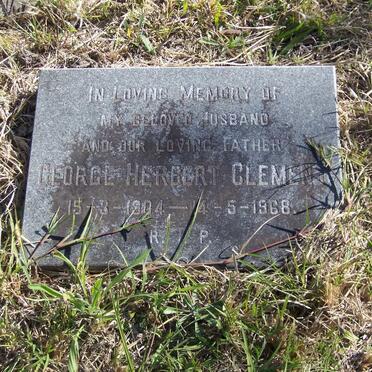 IN LOVING MEMORY OF
MY BELOVED HUSBAND
AND OUR LOVING FATHER
GEORGE HERBERT
15-3-1904 — 14-5-1968
R. I. P.